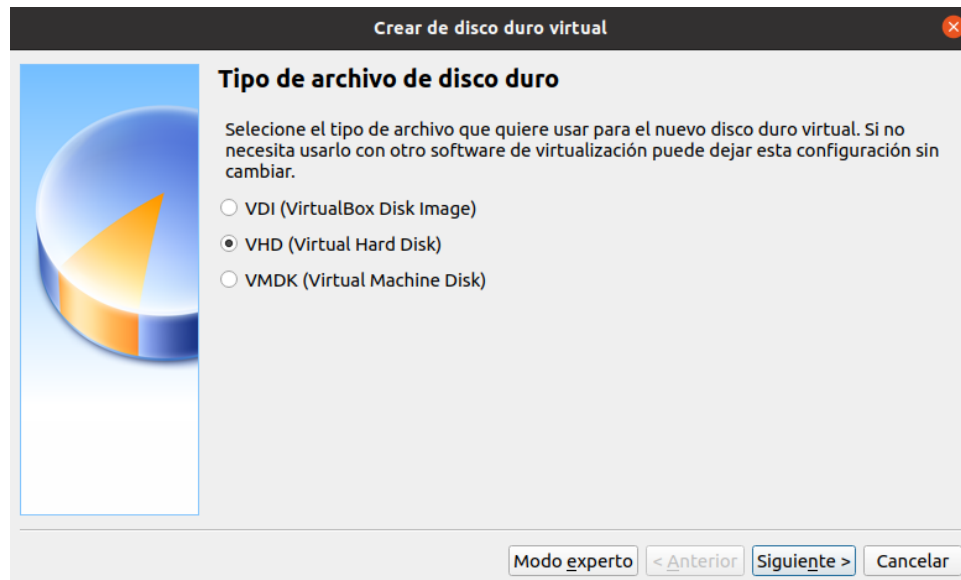 Crear de disco duro virtual
Tipo de archivo de disco duro
Selecione el tipo de archivo que quiere usar para el nuevo disco duro virtual. Si no
necesita usarlo con otro software de virtualización puede dejar esta configuración sin
cambiar.
VDI (VirtualBox Disk Image)
VHD (Virtual Hard Disk)
VMDK (Virtual Machine Disk)
Modo experto < Anterior Siguiente > Cancelar